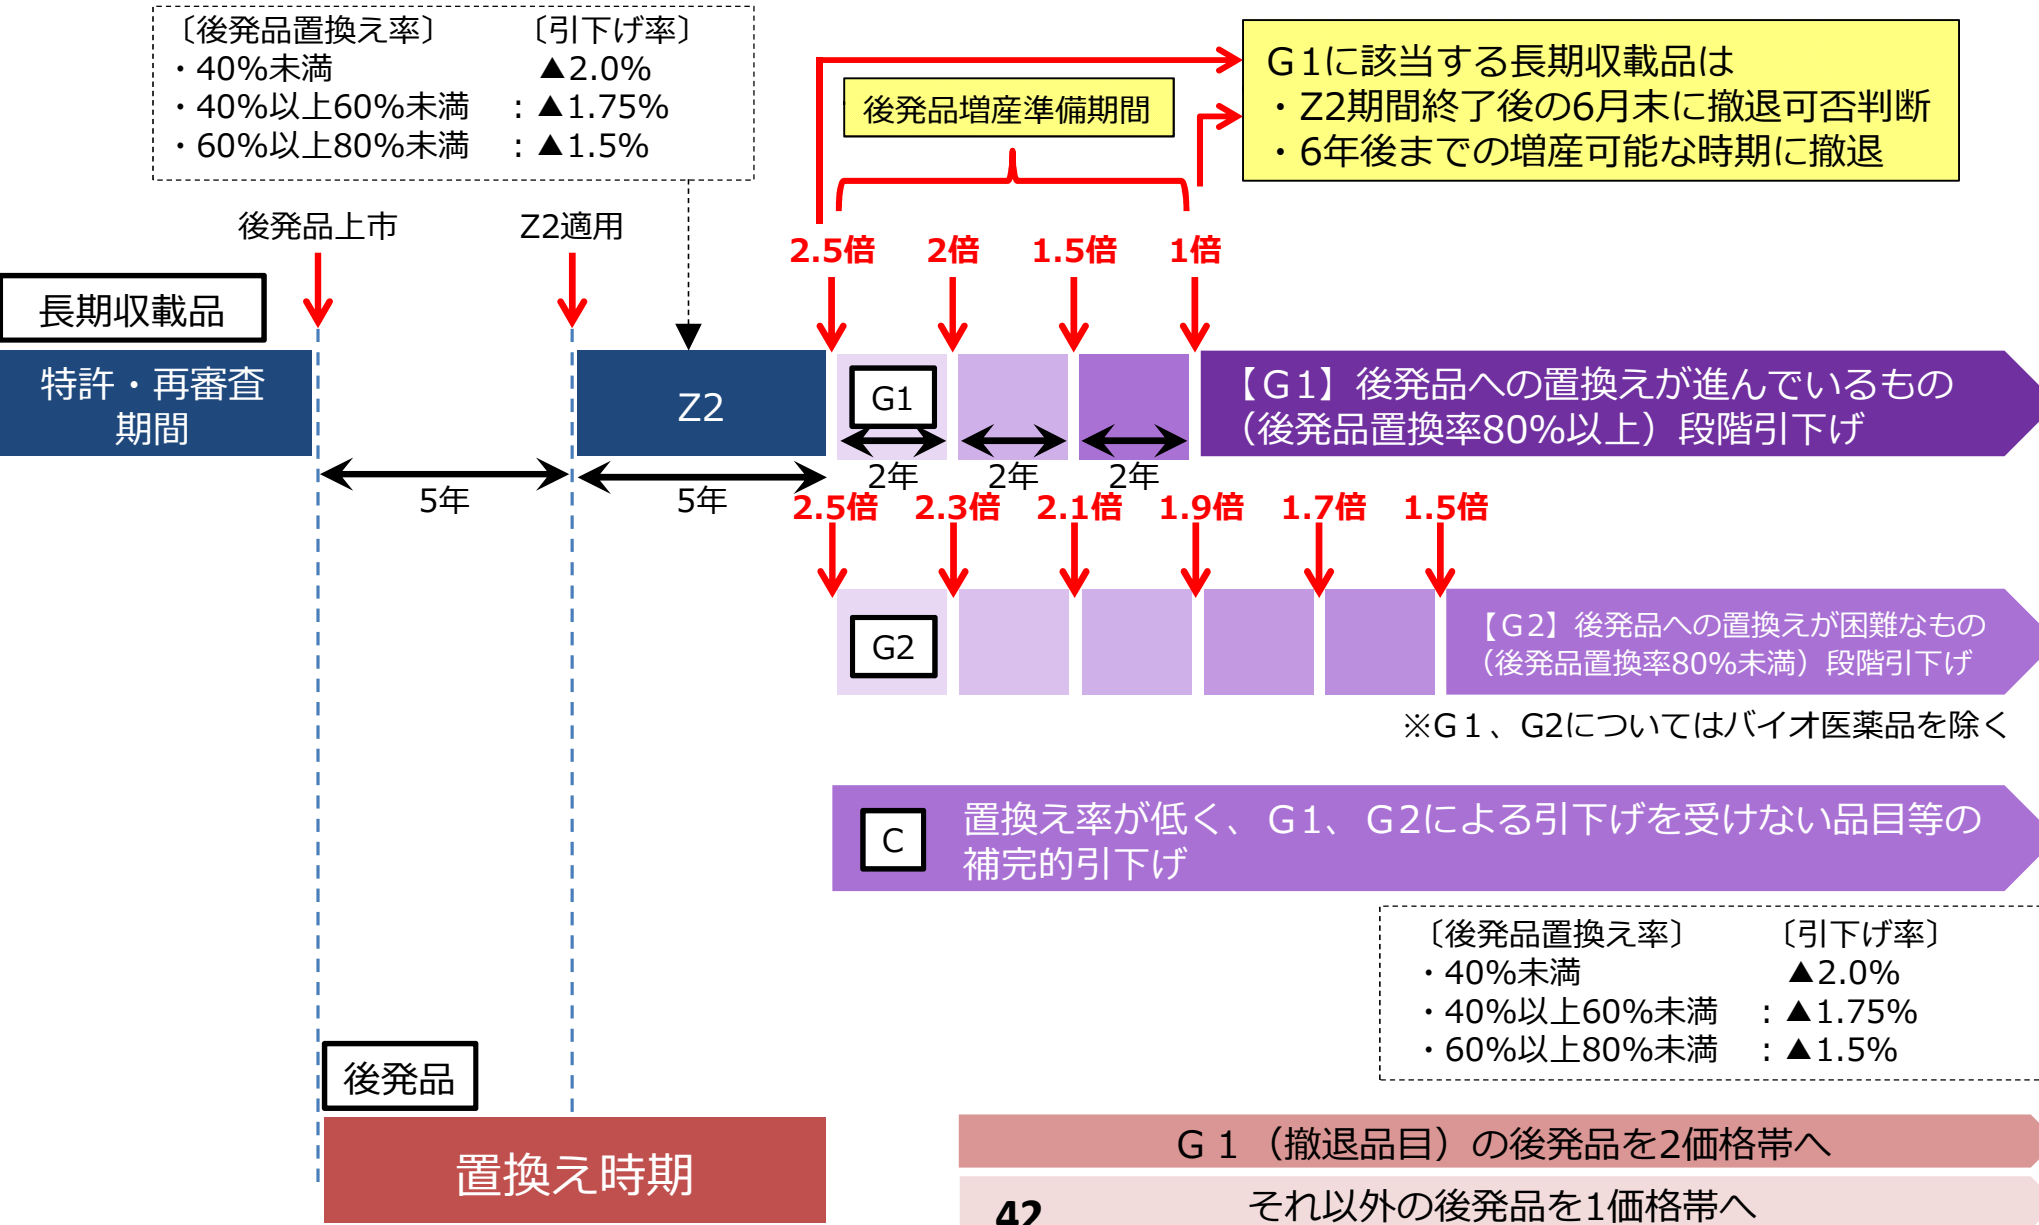 〔後発品置換え率〕 〔引下げ率〕
・40%未満 ▲2.0%
・40%以上60%未満 : ▲1.75%
・60%以上80%未満 : ▲1.5%
後発品増産準備期間
G1に該当する長期収載品は
・Z2期間終了後の6月末に撤退可否判断
・6年後までの増産可能な時期に撤退
後発品上市
Z2適用
2.5倍 2倍 1.5倍 1倍
長期収載品
特許・再審査
期間
Z2
G1
【G1】後発品への置換えが進んでいるもの
(後発品置換率80%以上)段階引下げ
5年
5年
2年 2年 2年
2.5倍 2.3倍 2.1倍 1.9倍 1.7倍 1.5倍
G2
【G2】後発品への置換えが困難なもの
(後発品置換率80%未満)段階引下げ
※G1、G2についてはバイオ医薬品を除く
C
置換え率が低く、G1、G2による引下げを受けない品目等の
補完的引下げ
〔後発品置換え率〕 〔引下げ率〕
・40%未満 ▲2.0%
・40%以上60%未満 : ▲1.75%
・60%以上80%未満 : ▲1.5%
後発品
置換え時期
G1(撤退品目)の後発品を2価格帯へ
それ以外の後発品を1価格帯へ
42